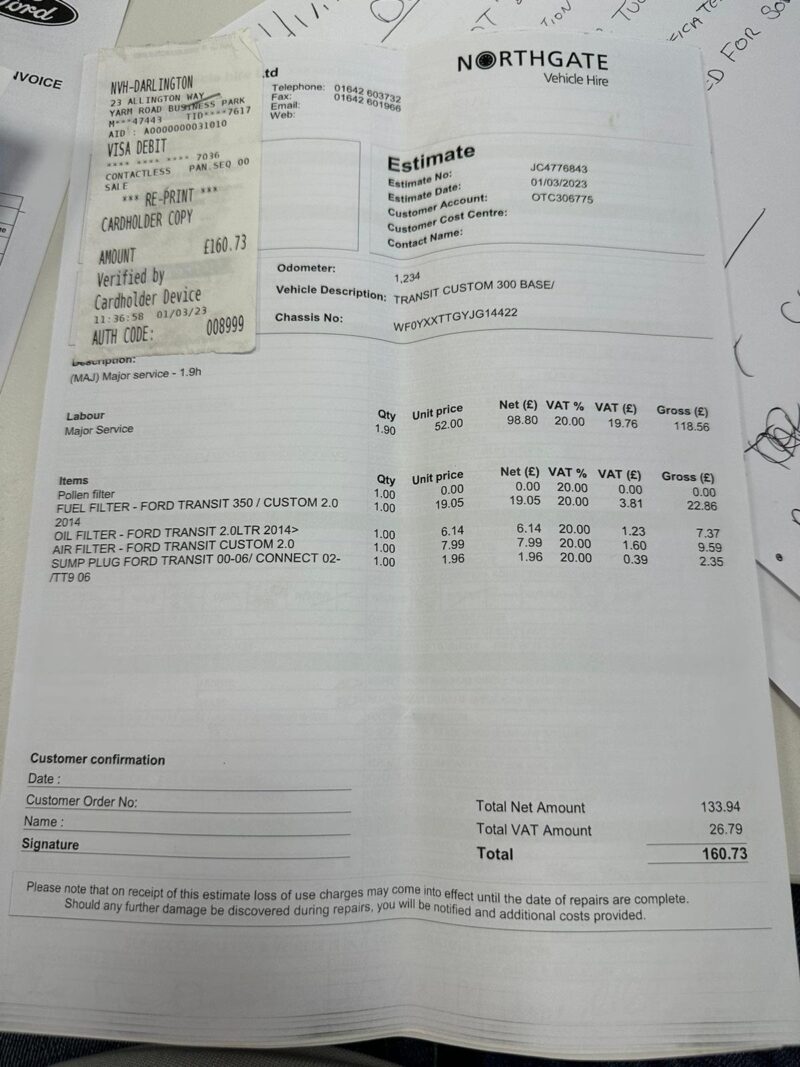 Ford
INVOICE
NVH-DARLINGTON
23 ALLINGTON WAY
YARM ROAD BUSINESS PARK
M***47443 TID****7617
AID : A0000000031010
VISA DEBIT
**** **** **** 7036
CONTACTLESS PAN.SEQ 00
SALE
*** RE-PRINT ***
CARDHOLDER COPY
AMOUNT £160.73
Verified by
Cardholder Device
11:36:58 01/03/23
AUTH CODE: 008999
Ltd
Telephone: 01642 603732
Fax: 01642 601966
Email:
Web:
NORTHGATE
Vehicle Hire
Estimate
Estimate No: JC4776843
Estimate Date: 01/03/2023
Customer Account: OTC306775
Customer Cost Centre:
Contact Name:
Odometer: 1,234
Vehicle Description: TRANSIT CUSTOM 300 BASE/
Chassis No: WF0YXXTTGYJG14422
Description:
(MAJ) Major service - 1.9h
Labour Qty Unit price Net (£) VAT % VAT (£) Gross (£)
Major Service 1.90 52.00 98.80 20.00 19.76 118.56
Items Qty Unit price Net (£) VAT % VAT (£) Gross (£)
Pollen filter 1.00 0.00 0.00 20.00 0.00 0.00
FUEL FILTER - FORD TRANSIT 350 / CUSTOM 2.0 1.00 19.05 19.05 20.00 3.81 22.86
2014
OIL FILTER - FORD TRANSIT 2.0LTR 2014> 1.00 6.14 6.14 20.00 1.23 7.37
AIR FILTER - FORD TRANSIT CUSTOM 2.0 1.00 7.99 7.99 20.00 1.60 9.59
SUMP PLUG FORD TRANSIT 00-06/ CONNECT 02- 1.00 1.96 1.96 20.00 0.39 2.35
/TT9 06
Customer confirmation
Date :
Customer Order No:
Name :
Signature
Total Net Amount 133.94
Total VAT Amount 26.79
Total 160.73
Please note that on receipt of this estimate loss of use charges may come into effect until the date of repairs are complete.
Should any further damage be discovered during repairs, you will be notified and additional costs provided.